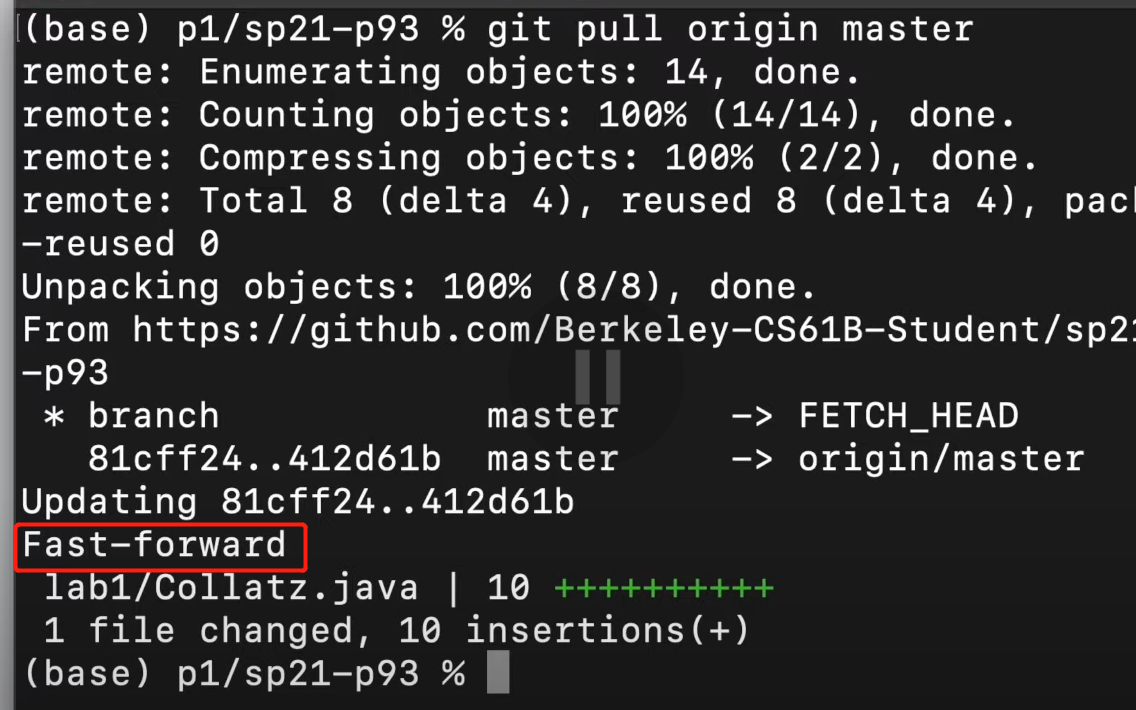 (base) p1/sp21-p93 % git pull origin master
remote: Enumerating objects: 14, done.
remote: Counting objects: 100% (14/14), done.
remote: Compressing objects: 100% (2/2), done.
remote: Total 8 (delta 4), reused 8 (delta 4), pack
-reused 0
Unpacking objects: 100% (8/8), done.
From https://github.com/Berkeley-CS61B-Student/sp21
-p93
 * branch            master     -> FETCH_HEAD
   81cff24..412d61b  master     -> origin/master
Updating 81cff24..412d61b
Fast-forward
 lab1/Collatz.java | 10 ++++++++++
 1 file changed, 10 insertions(+)
(base) p1/sp21-p93 %